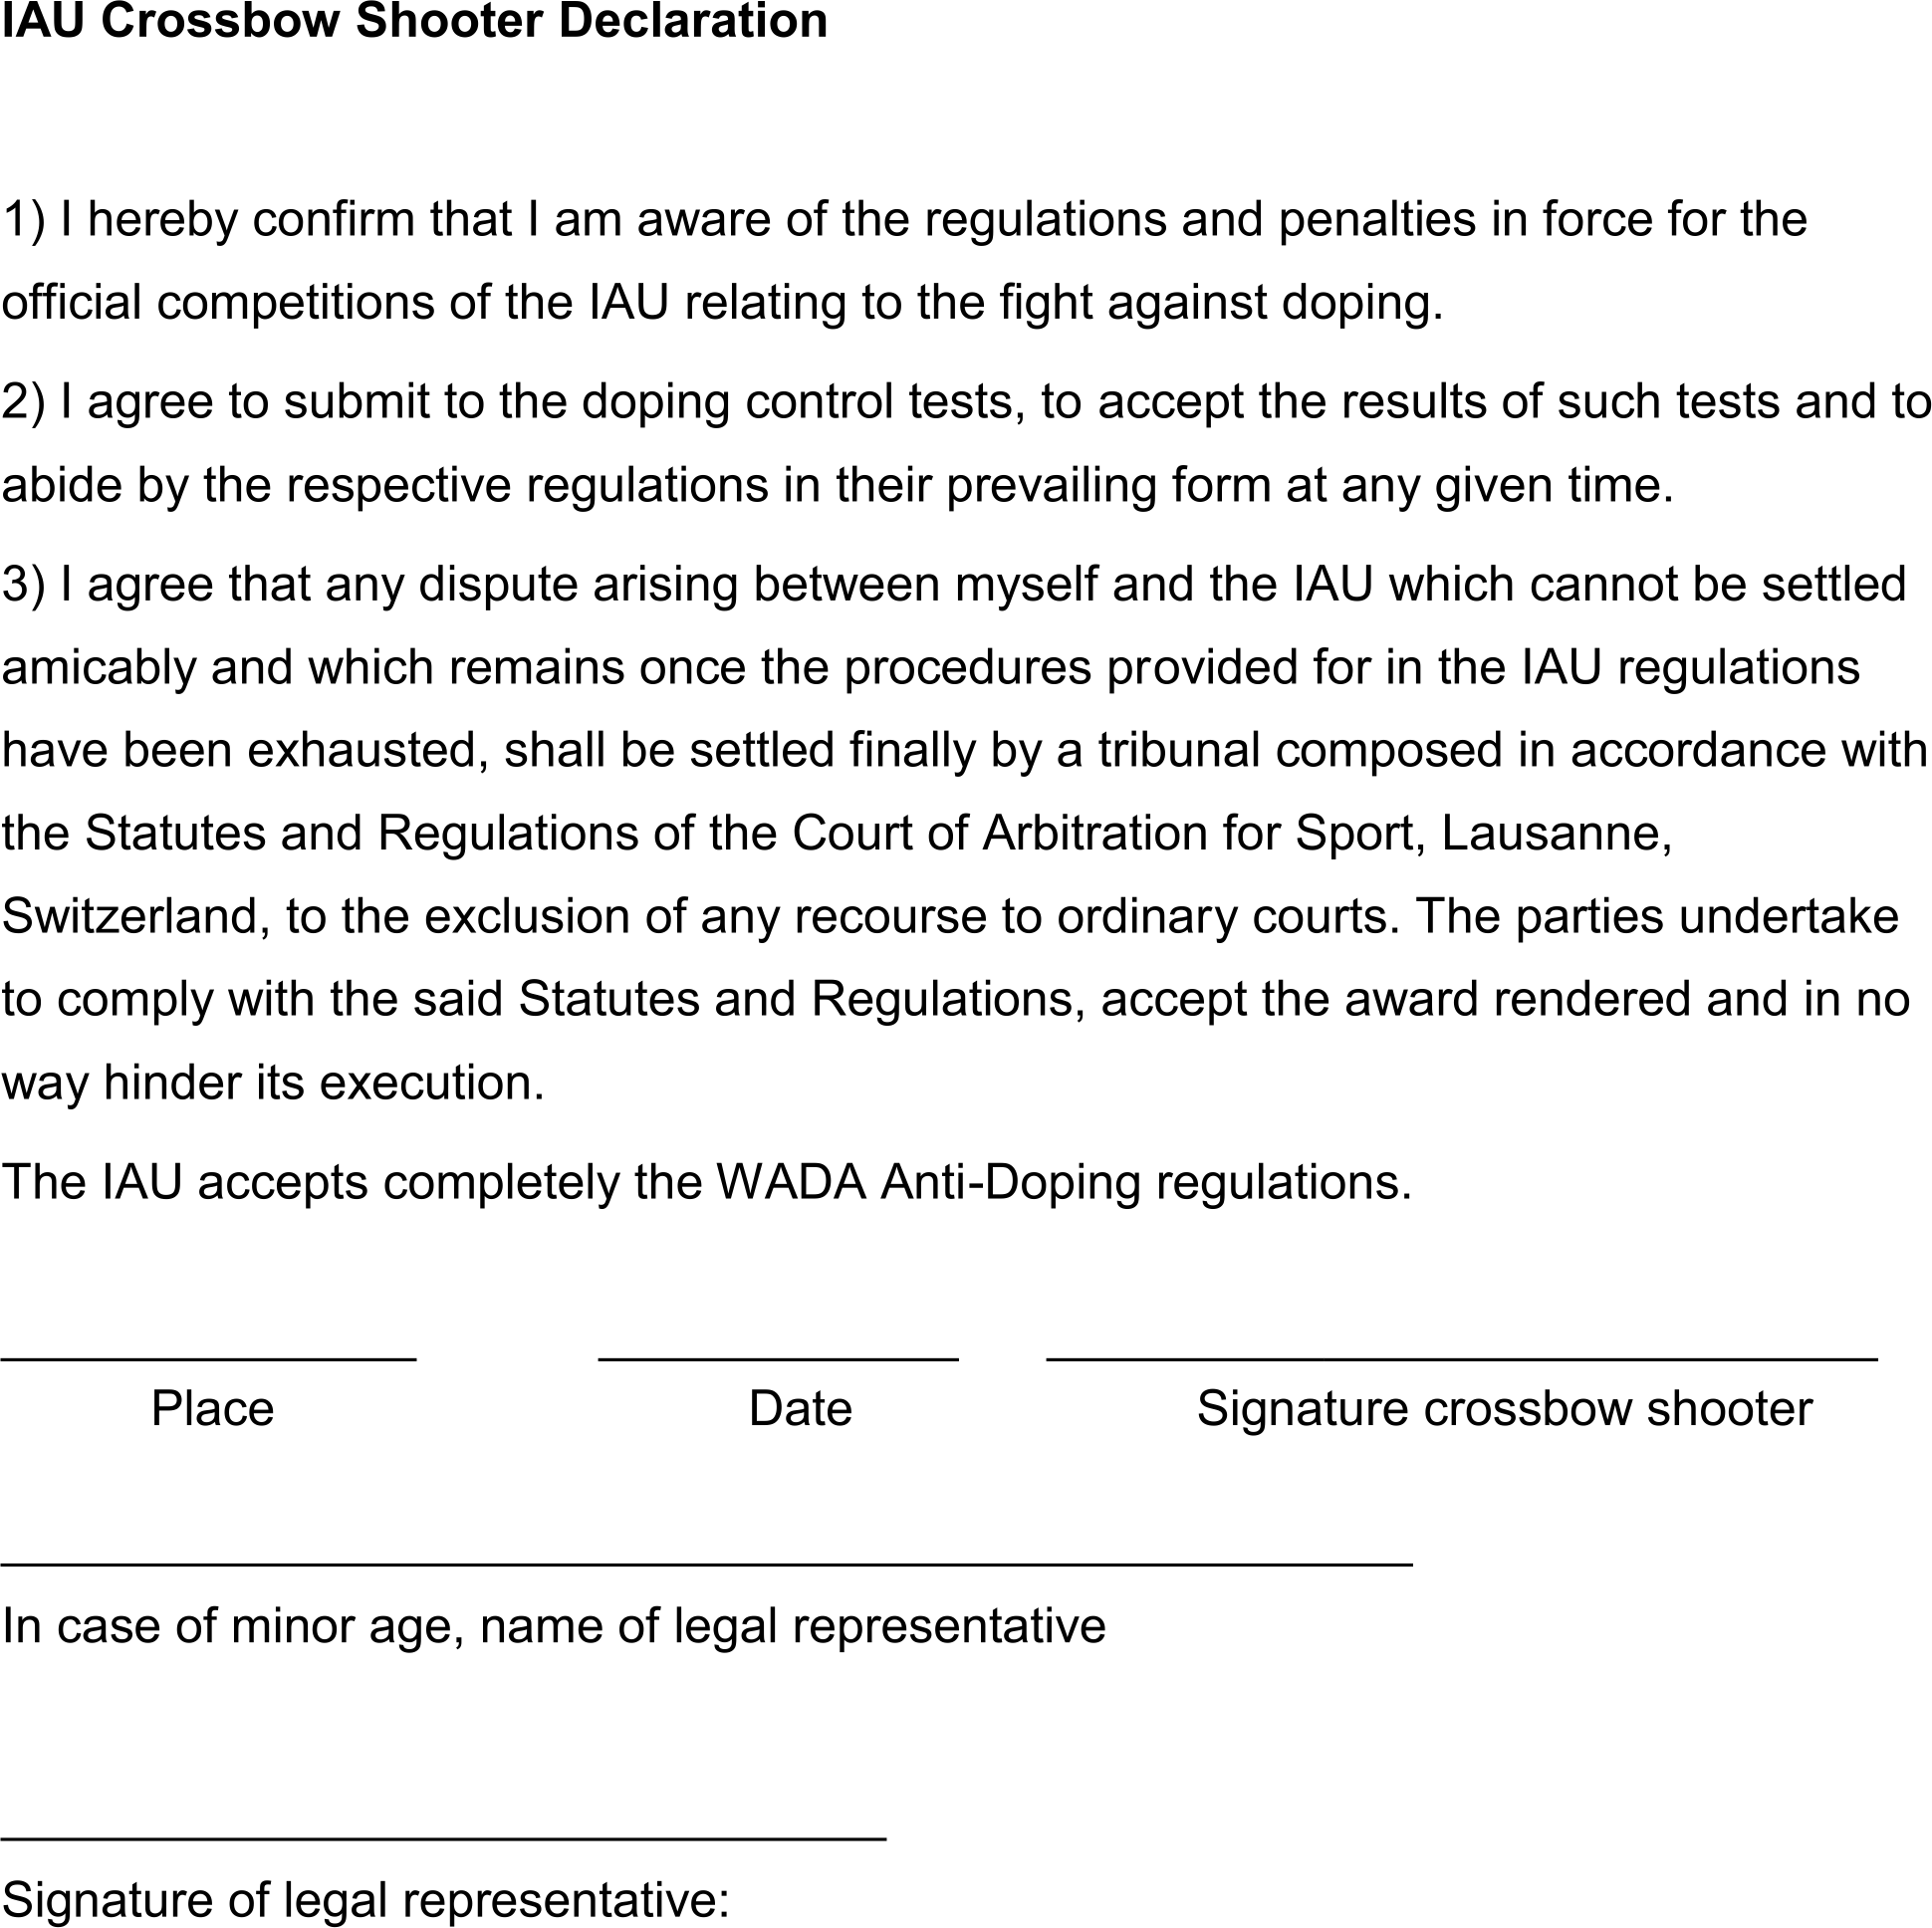 IAU Crossbow Shooter Declaration
1) I hereby confirm that I am aware of the regulations and penalties in force for the
official competitions of the IAU relating to the fight against doping.
2) I agree to submit to the doping control tests, to accept the results of such tests and to
abide by the respective regulations in their prevailing form at any given time.
3) I agree that any dispute arising between myself and the IAU which cannot be settled
amicably and which remains once the procedures provided for in the IAU regulations
have been exhausted, shall be settled finally by a tribunal composed in accordance with
the Statutes and Regulations of the Court of Arbitration for Sport, Lausanne,
Switzerland, to the exclusion of any recourse to ordinary courts. The parties undertake
to comply with the said Statutes and Regulations, accept the award rendered and in no
way hinder its execution.
The IAU accepts completely the WADA Anti-Doping regulations.
Place Date Signature crossbow shooter
In case of minor age, name of legal representative
Signature of legal representative: